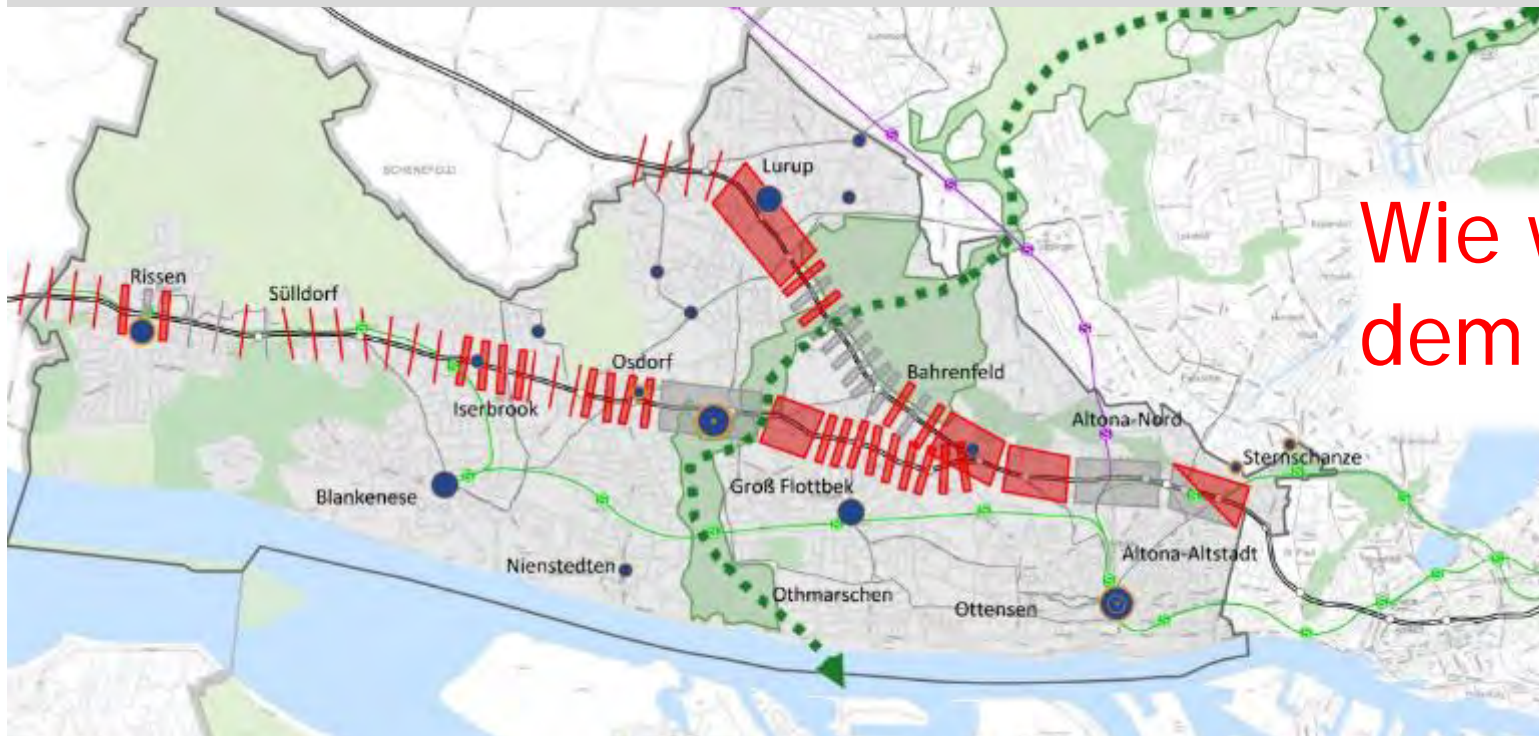 Lurup
SCHENEFELD
Wie
dem
Rissen
Sülldorf
Osdorf
Bahrenfeld
Iserbrook
Altona-Nord
Sternschanze
Groß Flottbek
Blankenese
Altona-Altstadt
Nienstedten
Othmarschen
Ottensen